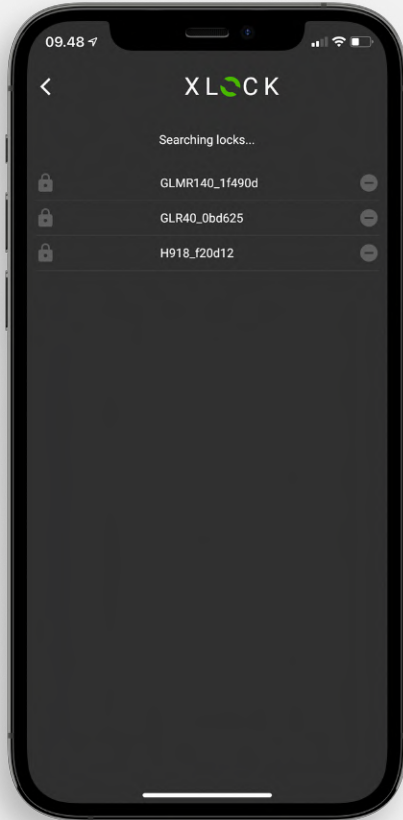 09.48
XLOCK
Searching locks...
GLMR140_1f490d
GLR40_0bd625
H918_f20d12